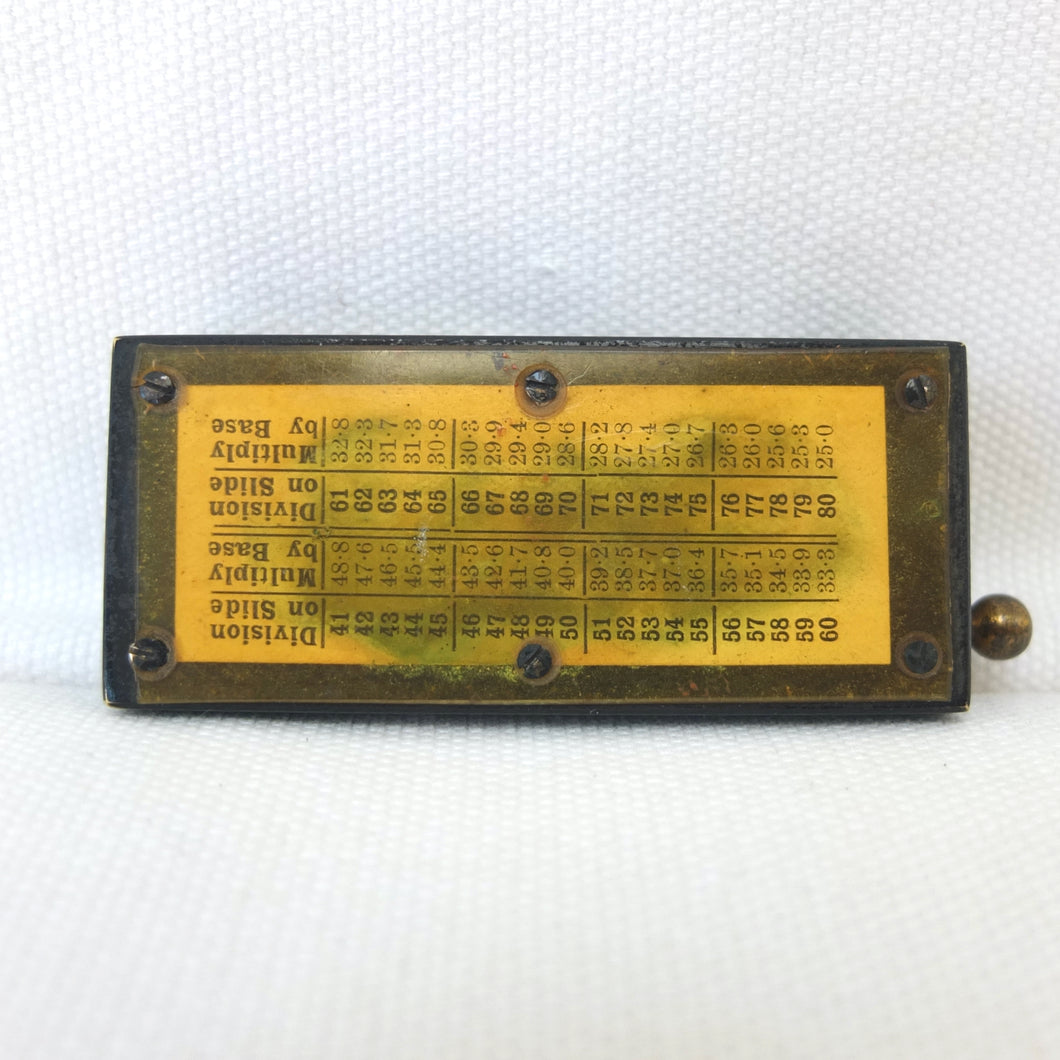 Division Multiply Division Multiply
on Slide by Base on Slide by Base
41 48·8 61 32·8
42 47·6 62 32·3
43 46·5 63 31·7
44 45·5 64 31·3
45 44·4 65 30·8
46 43·5 66 30·3
47 42·6 67 29·9
48 41·7 68 29·4
49 40·8 69 29·0
50 40·0 70 28·6
51 39·2 71 28·2
52 38·5 72 27·8
53 37·7 73 27·4
54 37·0 74 27·0
55 36·4 75 26·7
56 35·7 76 26·3
57 35·1 77 26·0
58 34·5 78 25·6
59 33·9 79 25·3
60 33·3 80 25·0